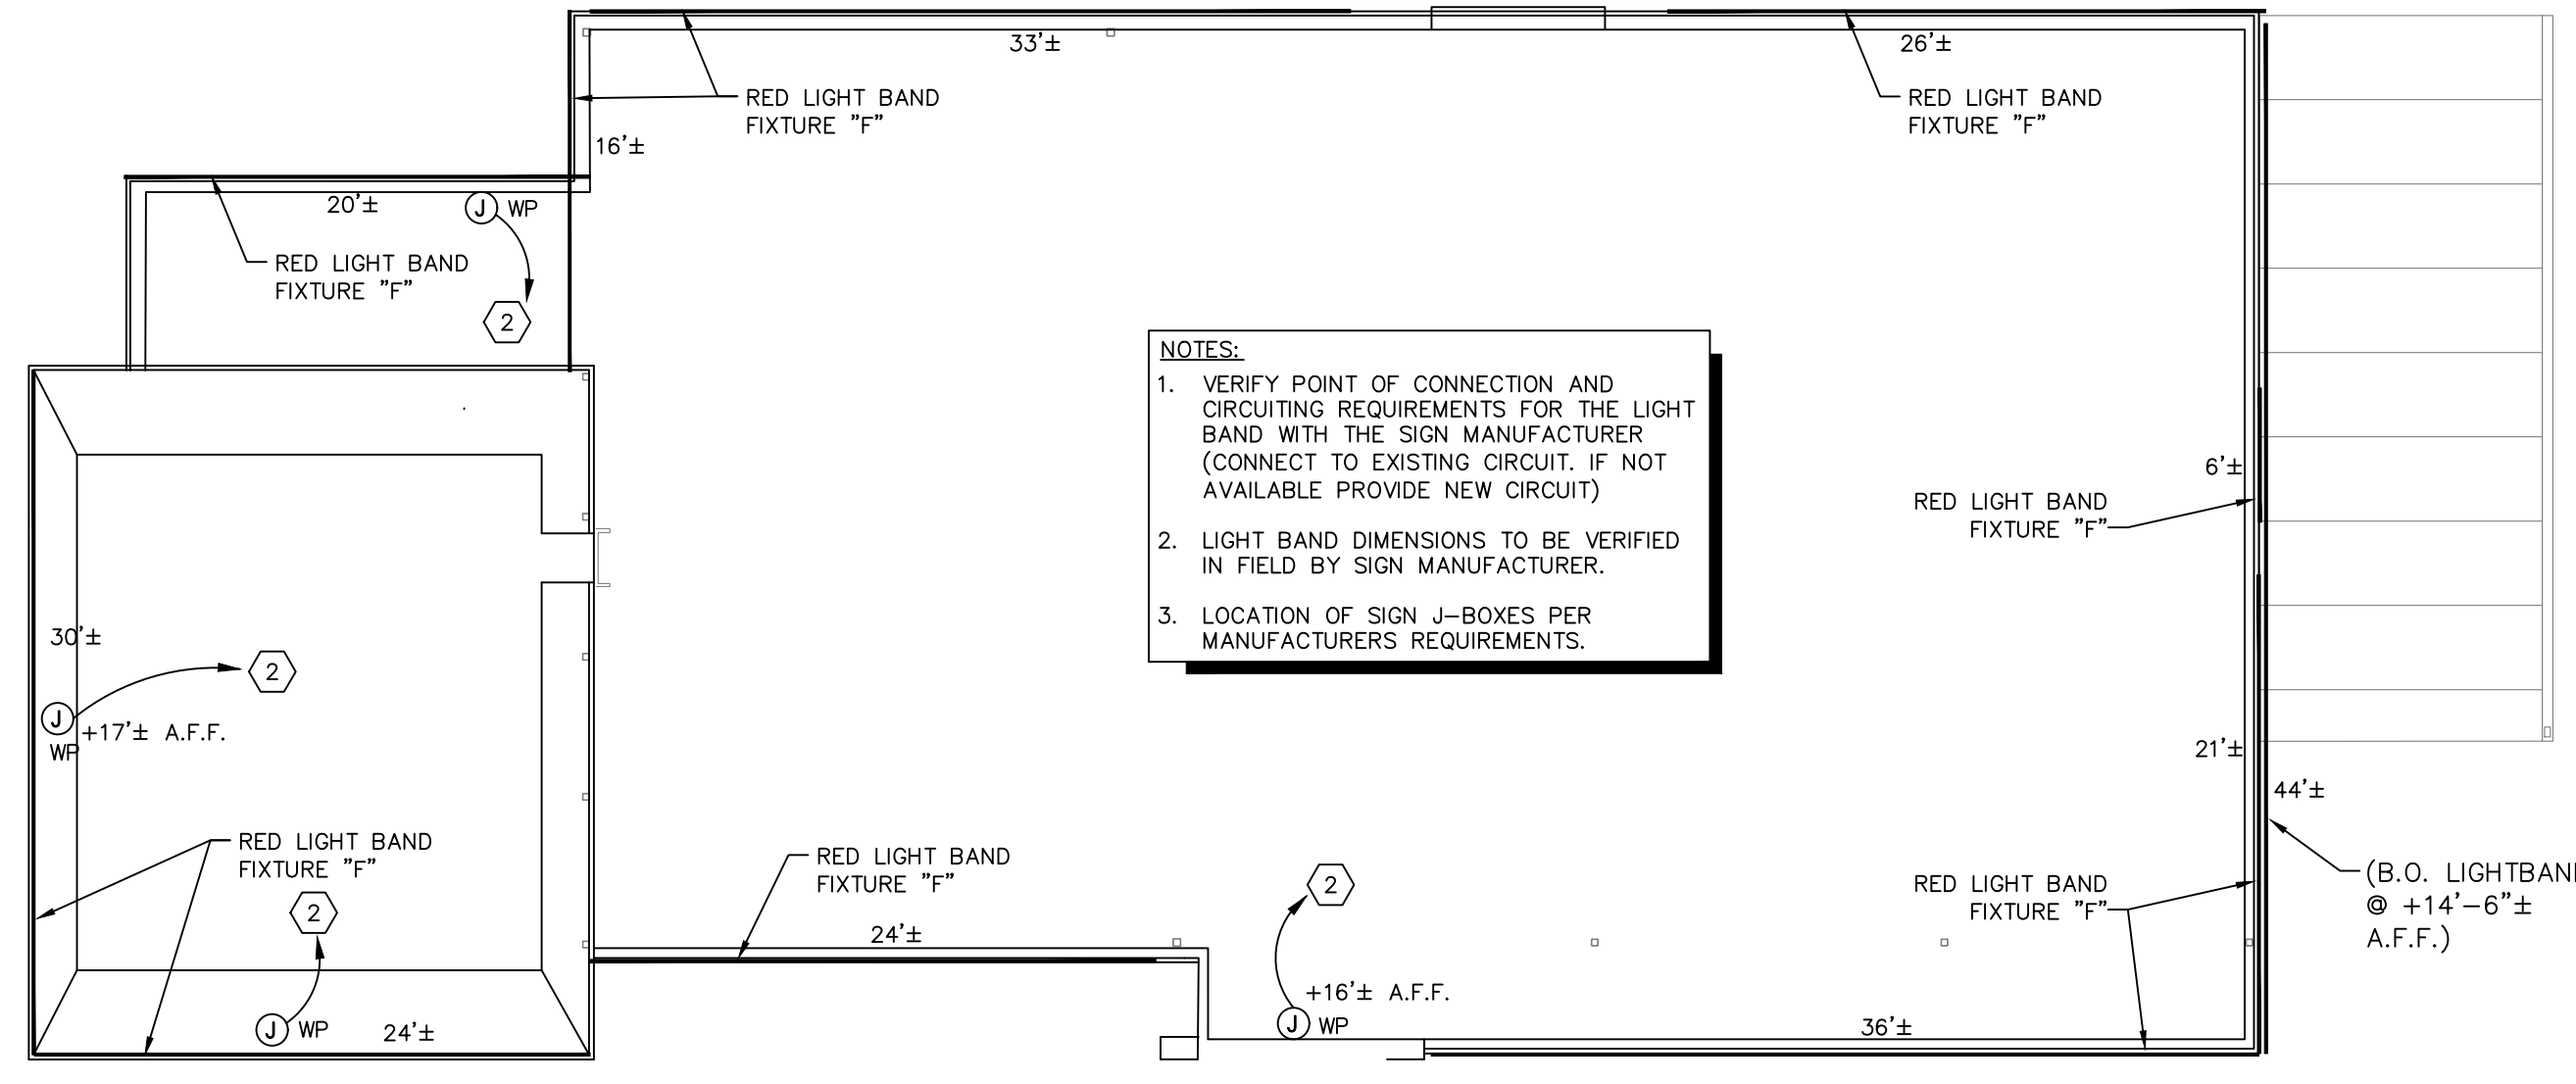 33'±
26'±
RED LIGHT BAND
FIXTURE "F"
RED LIGHT BAND
FIXTURE "F"
16'±
20'±
J WP
RED LIGHT BAND
FIXTURE "F"
2
NOTES:
1. VERIFY POINT OF CONNECTION AND
CIRCUITING REQUIREMENTS FOR THE LIGHT
BAND WITH THE SIGN MANUFACTURER
(CONNECT TO EXISTING CIRCUIT. IF NOT
AVAILABLE PROVIDE NEW CIRCUIT)
2. LIGHT BAND DIMENSIONS TO BE VERIFIED
IN FIELD BY SIGN MANUFACTURER.
3. LOCATION OF SIGN J-BOXES PER
MANUFACTURERS REQUIREMENTS.
6'±
RED LIGHT BAND
FIXTURE "F"
30'±
2
J
+17'± A.F.F.
WP
21'±
44'±
RED LIGHT BAND
FIXTURE "F"
2
J WP
24'±
RED LIGHT BAND
FIXTURE "F"
24'±
2
+16'± A.F.F.
J WP
RED LIGHT BAND
FIXTURE "F"
36'±
(B.O. LIGHTBAN
@ +14'-6"±
A.F.F.)